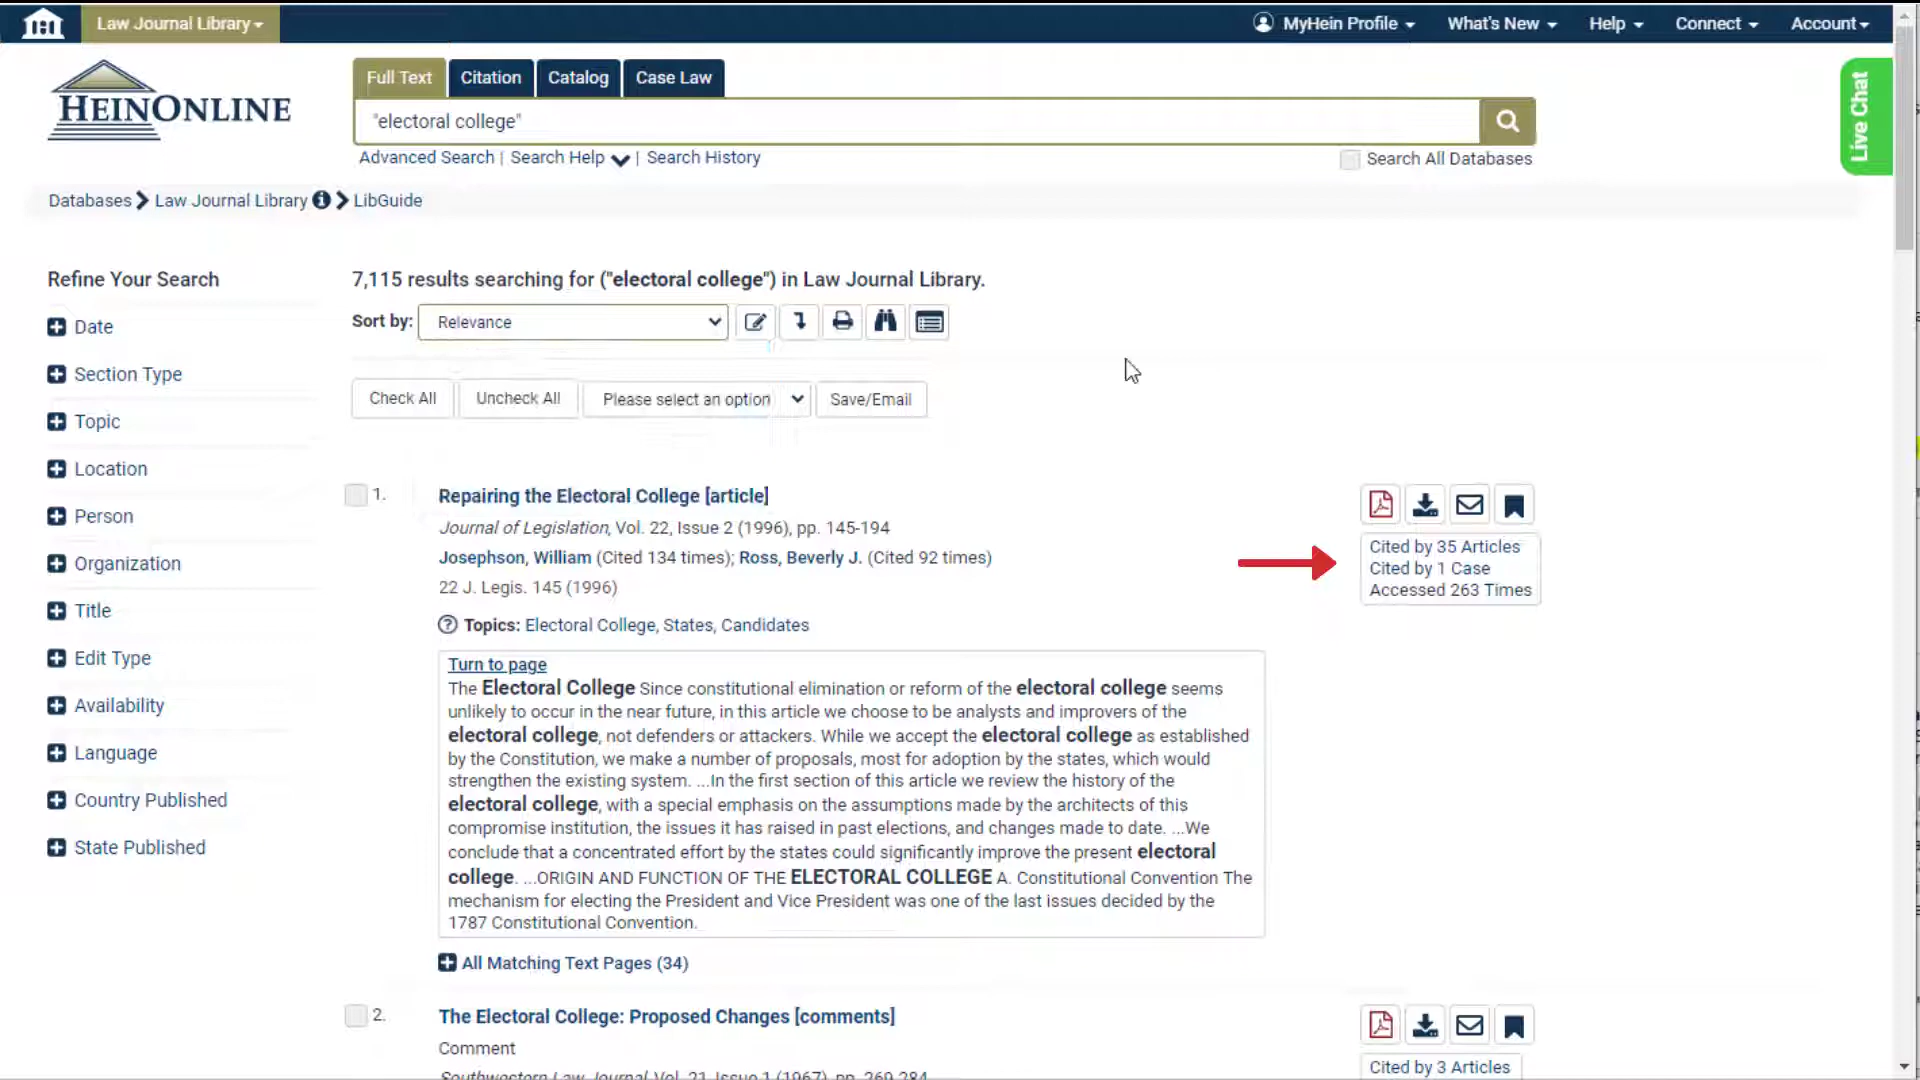 Law Journal Library
MyHein Profile
What's New
Help
Connect
Account
HEINONLINE
Full Text
Citation
Catalog
Case Law
"electoral college"
Advanced Search | Search Help | Search History
Search All Databases
Live Chat
Databases Law Journal Library LibGuide
Refine Your Search
Date
Section Type
Topic
Location
Person
Organization
Title
Edit Type
Availability
Language
Country Published
State Published
7,115 results searching for ("electoral college") in Law Journal Library.
Sort by: Relevance
Check All
Uncheck All
Please select an option
Save/Email
1.
Repairing the Electoral College [article]
Journal of Legislation, Vol. 22, Issue 2 (1996), pp. 145-194
Josephson, William (Cited 134 times); Ross, Beverly J. (Cited 92 times)
22 J. Legis. 145 (1996)
Topics: Electoral College, States, Candidates
Cited by 35 Articles
Cited by 1 Case
Accessed 263 Times
Turn to page
The Electoral College Since constitutional elimination or reform of the electoral college seems
unlikely to occur in the near future, in this article we choose to be analysts and improvers of the
electoral college, not defenders or attackers. While we accept the electoral college as established
by the Constitution, we make a number of proposals, most for adoption by the states, which would
strengthen the existing system. ...In the first section of this article we review the history of the
electoral college, with a special emphasis on the assumptions made by the architects of this
compromise institution, the issues it has raised in past elections, and changes made to date. ...We
conclude that a concentrated effort by the states could significantly improve the present electoral
college. ...ORIGIN AND FUNCTION OF THE ELECTORAL COLLEGE A. Constitutional Convention The
mechanism for electing the President and Vice President was one of the last issues decided by the
1787 Constitutional Convention.
All Matching Text Pages (34)
2.
The Electoral College: Proposed Changes [comments]
Comment
Southwestern Law Journal, Vol. 21, Issue 1 (1967), pp. 269-284
Cited by 3 Articles